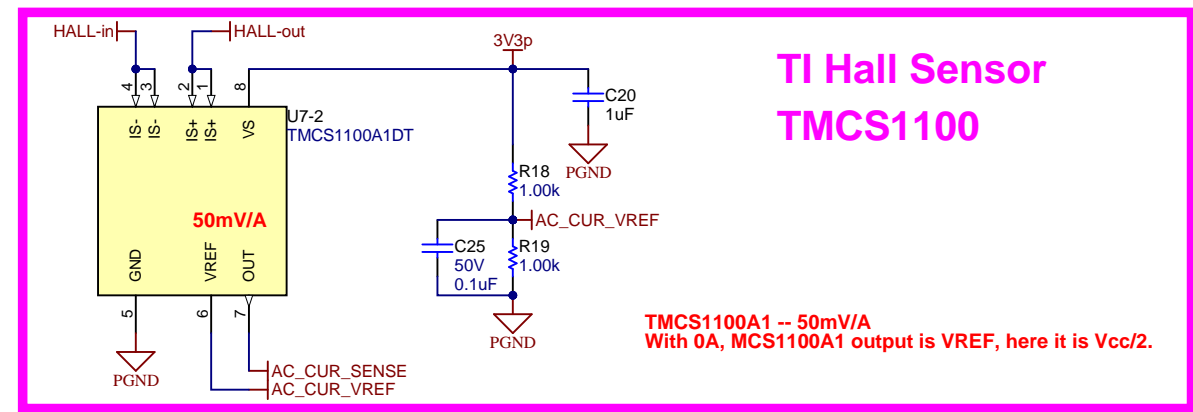 HALL-in
HALL-out
3V3p
TI Hall Sensor
TMCS1100
4
3
2
1
8
C20
1uF
IS-
IS-
IS+
IS+
VS
U7-2
TMCS1100A1DT
PGND
R18
1.00k
50mV/A
AC_CUR_VREF
C25
50V
0.1uF
R19
1.00k
GND
VREF
OUT
5
6
7
PGND
TMCS1100A1 -- 50mV/A
With 0A, MCS1100A1 output is VREF, here it is Vcc/2.
PGND
AC_CUR_SENSE
AC_CUR_VREF